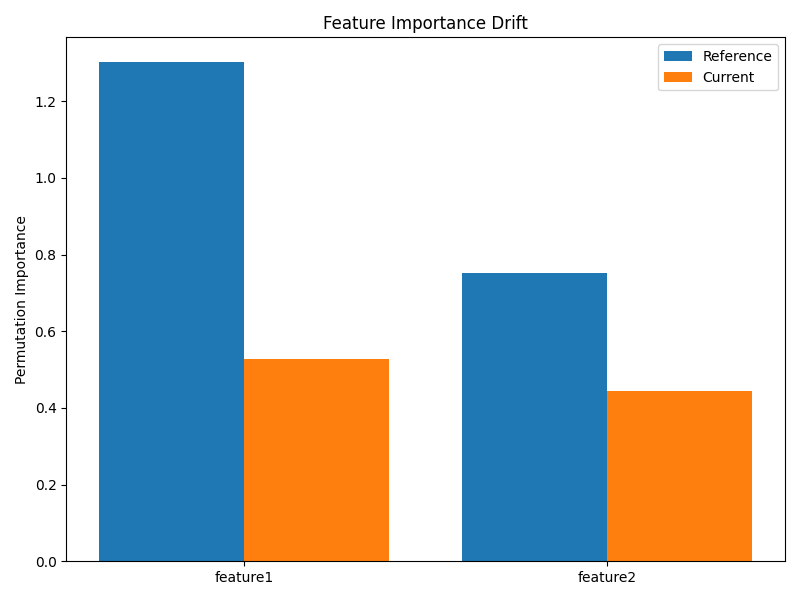 Feature Importance Drift
Reference
Current
Permutation Importance
1.2
1.0
0.8
0.6
0.4
0.2
0.0
feature1
feature2